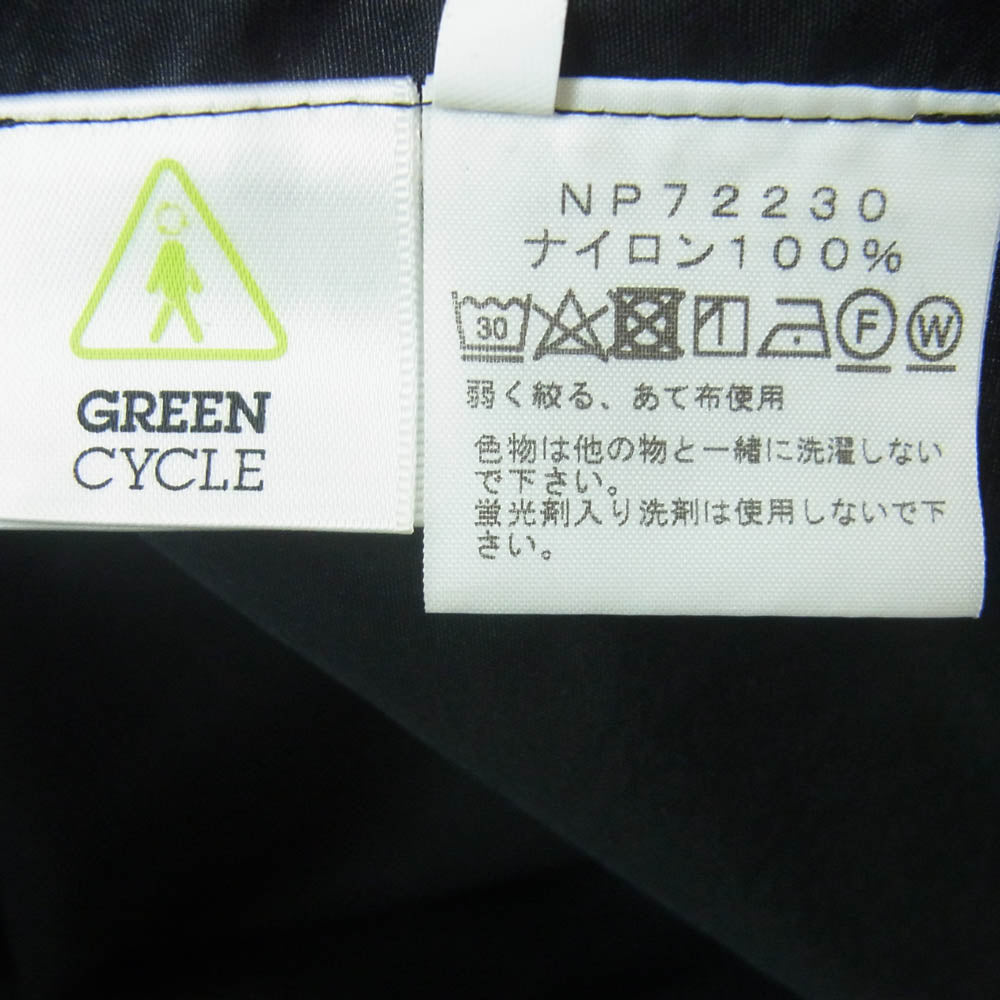 GREEN
CYCLE
NP72230
ナイロン100%
30 F W
弱く絞る、あて布使用
色物は他の物と一緒に洗濯しない
で下さい。
蛍光剤入り洗剤は使用しないで下
さい。